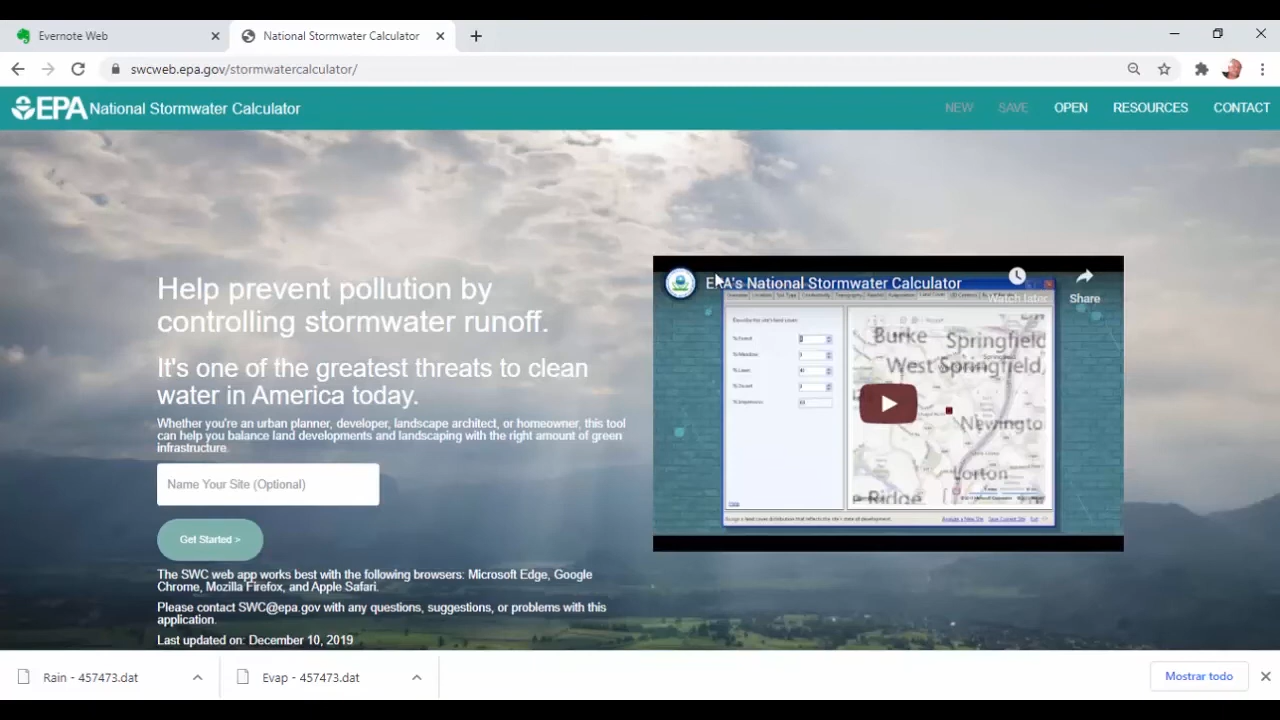 Evernote Web
National Stormwater Calculator
swcweb.epa.gov/stormwatercalculator/
EPA National Stormwater Calculator
NEW SAVE OPEN RESOURCES CONTACT
Help prevent pollution by
controlling stormwater runoff.
It's one of the greatest threats to clean
water in America today.
Whether you're an urban planner, developer, landscape architect, or homeowner, this tool
can help you balance land developments and landscaping with the right amount of green
infrastructure.
Name Your Site (Optional)
Get Started >
The SWC web app works best with the following browsers: Microsoft Edge, Google
Chrome, Mozilla Firefox, and Apple Safari.
Please contact SWC@epa.gov with any questions, suggestions, or problems with this
application.
Last updated on: December 10, 2019
EPA's National Stormwater Calculator
Watch later
Share
Burke
Springfield
West Springfield,
Newington
Lorton
e Ridge
Rain - 457473.dat
Evap - 457473.dat
Mostrar todo